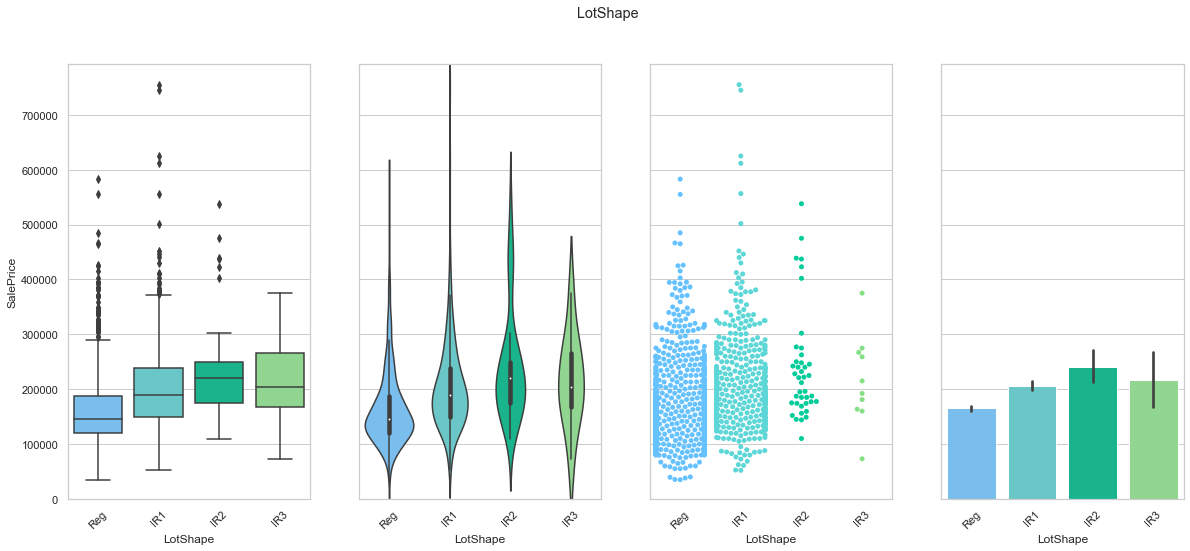 LotShape
SalePrice
700000
600000
500000
400000
300000
200000
100000
0
Reg IR1 IR2 IR3
LotShape
Reg IR1 IR2 IR3
LotShape
Reg IR1 IR2 IR3
LotShape
Reg IR1 IR2 IR3
LotShape